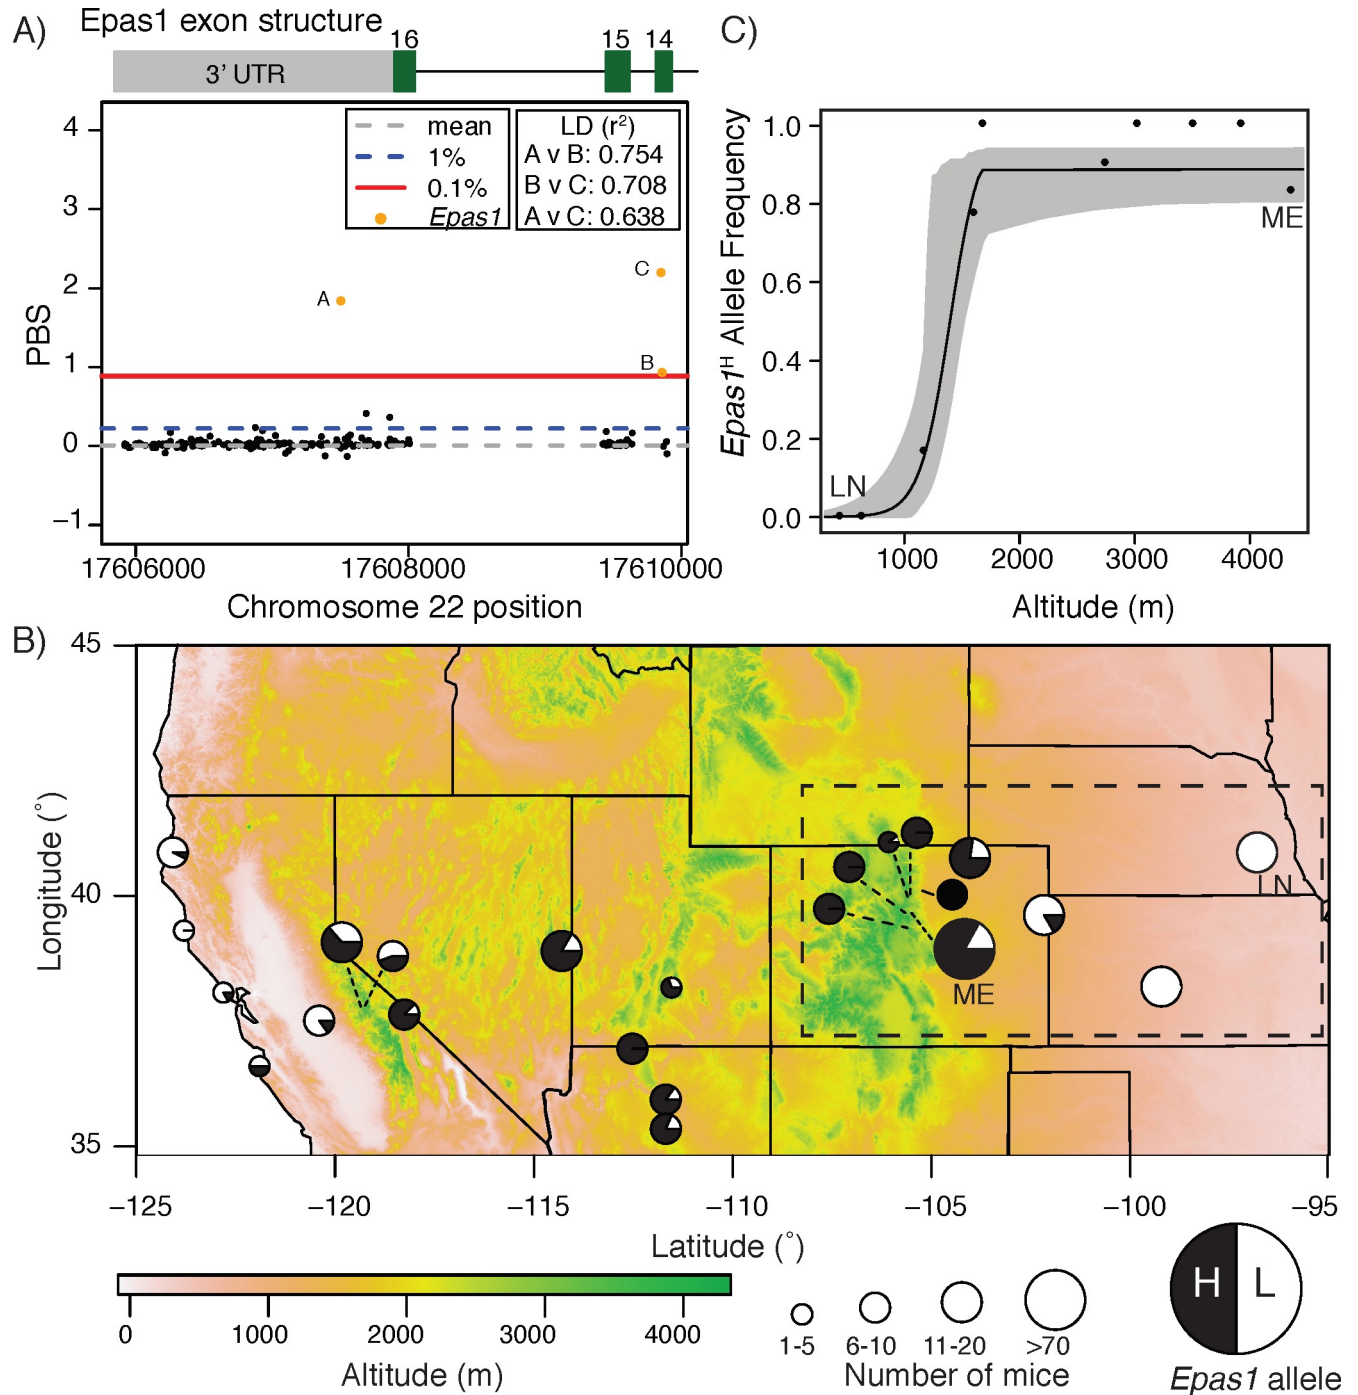 A)
Epas1 exon structure
16
15
14
3’ UTR
mean
1%
0.1%
Epas1
LD (r²)
A v B: 0.754
B v C: 0.708
A v C: 0.638
4
3
2
1
0
−1
PBS
A
C
B
17606000
17608000
17610000
Chromosome 22 position
C)
1.0
0.8
0.6
0.4
0.2
0.0
Epas1ᴴ Allele Frequency
LN
ME
1000
2000
3000
4000
Altitude (m)
B)
45
40
35
Longitude (°)
LN
ME
−125
−120
−115
−110
−105
−100
−95
Latitude (°)
0
1000
2000
3000
4000
Altitude (m)
1-5
6-10
11-20
>70
Number of mice
H
L
Epas1 allele